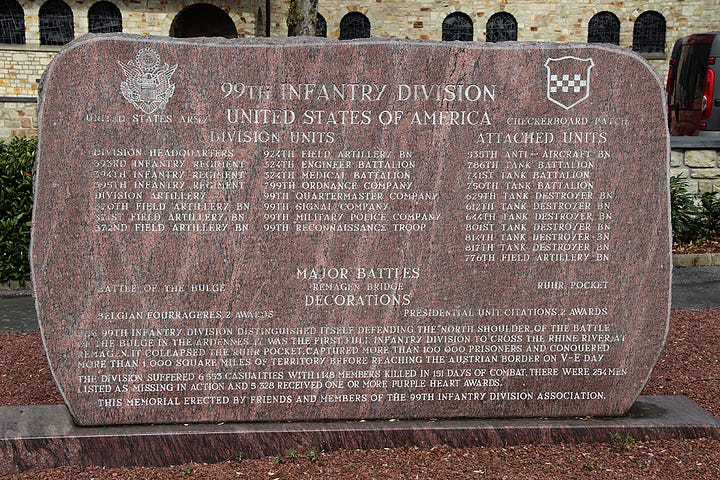 99TH INFANTRY DIVISION
UNITED STATES OF AMERICA
UNITED STATES ARMY
CHECKERBOARD PATCH
DIVISION UNITS
DIVISION HEADQUARTERS
393RD INFANTRY REGIMENT
394TH INFANTRY REGIMENT
395TH INFANTRY REGIMENT
DIVISION ARTILLERY
370TH FIELD ARTILLERY BN
371ST FIELD ARTILLERY BN
372ND FIELD ARTILLERY BN
924TH FIELD ARTILLERY BN
324TH ENGINEER BATTALION
324TH MEDICAL BATTALION
799TH ORDNANCE COMPANY
99TH QUARTERMASTER COMPANY
99TH SIGNAL COMPANY
99TH MILITARY POLICE COMPANY
99TH RECONNAISSANCE TROOP
ATTACHED UNITS
535TH ANTI-AIRCRAFT BN
786TH TANK BATTALION
741ST TANK BATTALION
750TH TANK BATTALION
629TH TANK DESTROYER BN
612TH TANK DESTROYER BN
644TH TANK DESTROYER BN
801ST TANK DESTROYER BN
814TH TANK DESTROYER BN
817TH TANK DESTROYER BN
776TH FIELD ARTILLERY BN
MAJOR BATTLES
BATTLE OF THE BULGE
REMAGEN BRIDGE
RUHR POCKET
DECORATIONS
BELGIAN FOURRAGERES, 2 AWARDS
PRESIDENTIAL UNIT CITATIONS, 2 AWARDS
THE 99TH INFANTRY DIVISION DISTINGUISHED ITSELF DEFENDING THE "NORTH SHOULDER, OF THE BATTLE
OF THE BULGE IN THE ARDENNES. IT WAS THE FIRST FULL INFANTRY DIVISION TO CROSS THE RHINE RIVER, AT
REMAGEN. IT COLLAPSED THE RUHR POCKET, CAPTURED MORE THAN 100 000 PRISONERS AND CONQUERED
MORE THAN 1,000 SQUARE MILES OF TERRITORY BEFORE REACHING THE AUSTRIAN BORDER ON V-E DAY
THE DIVISION SUFFERED 6 553 CASUALTIES WITH 1 148 MEMBERS KILLED IN 151 DAYS OF COMBAT. THERE WERE 254 MEN
LISTED AS MISSING IN ACTION AND 5 328 RECEIVED ONE OR MORE PURPLE HEART AWARDS.
THIS MEMORIAL ERECTED BY FRIENDS AND MEMBERS OF THE 99TH INFANTRY DIVISION ASSOCIATION.